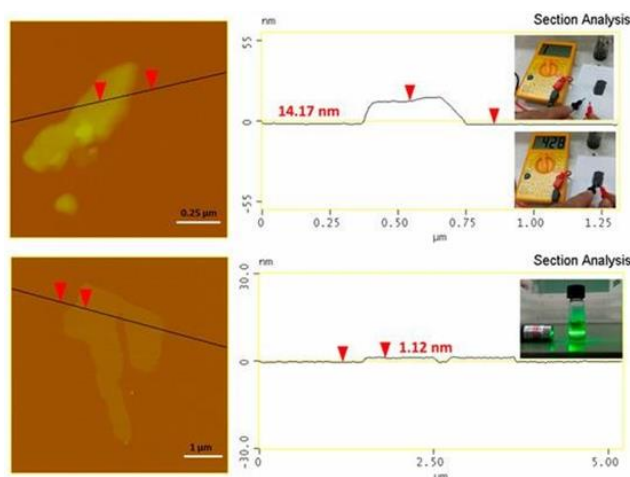 Section Analysis
nm
55
0
-55
14.17 nm
428
0.25 μm
0 0.25 0.50 0.75 1.00 1.25
μm
Section Analysis
nm
30.0
0
-30.0
1.12 nm
1 μm
0 2.50 5.00